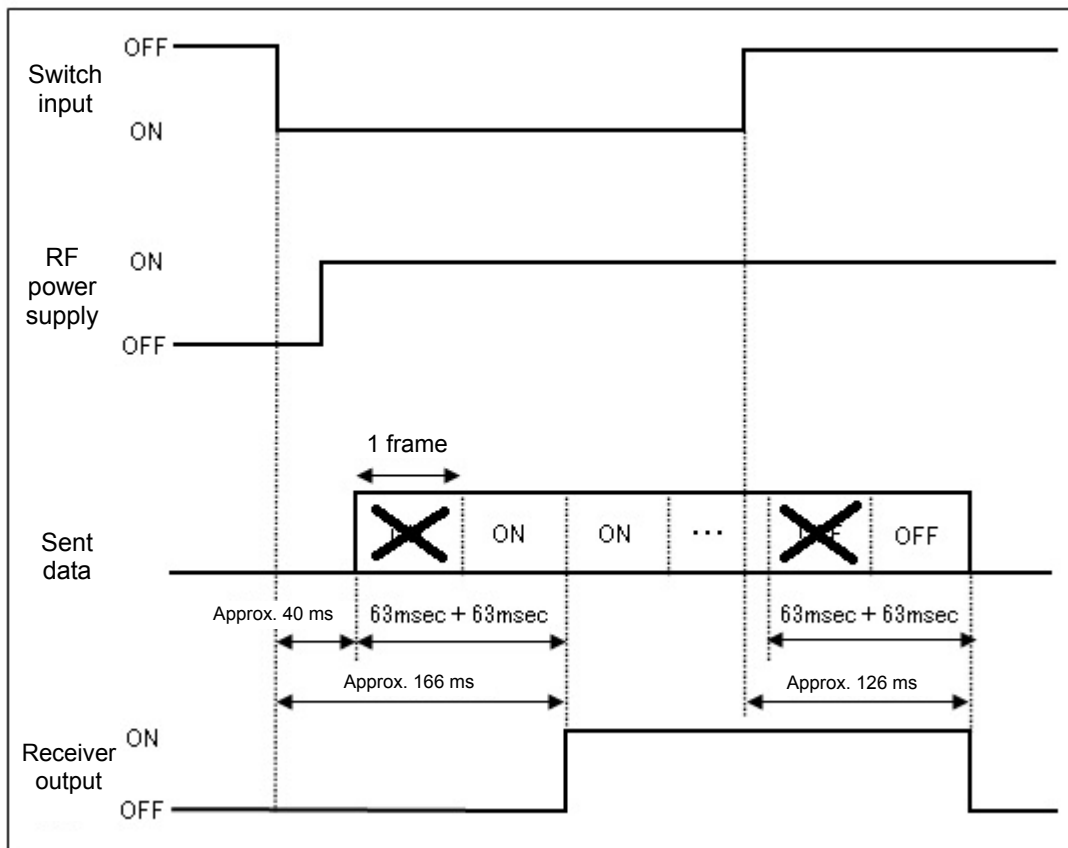 OFF
Switch
input
ON
RF
power
supply
ON
OFF
1 frame
Sent
data
ON
ON
...
OFF
Approx. 40 ms
63msec + 63msec
63msec + 63msec
Approx. 166 ms
Approx. 126 ms
Receiver
output
ON
OFF